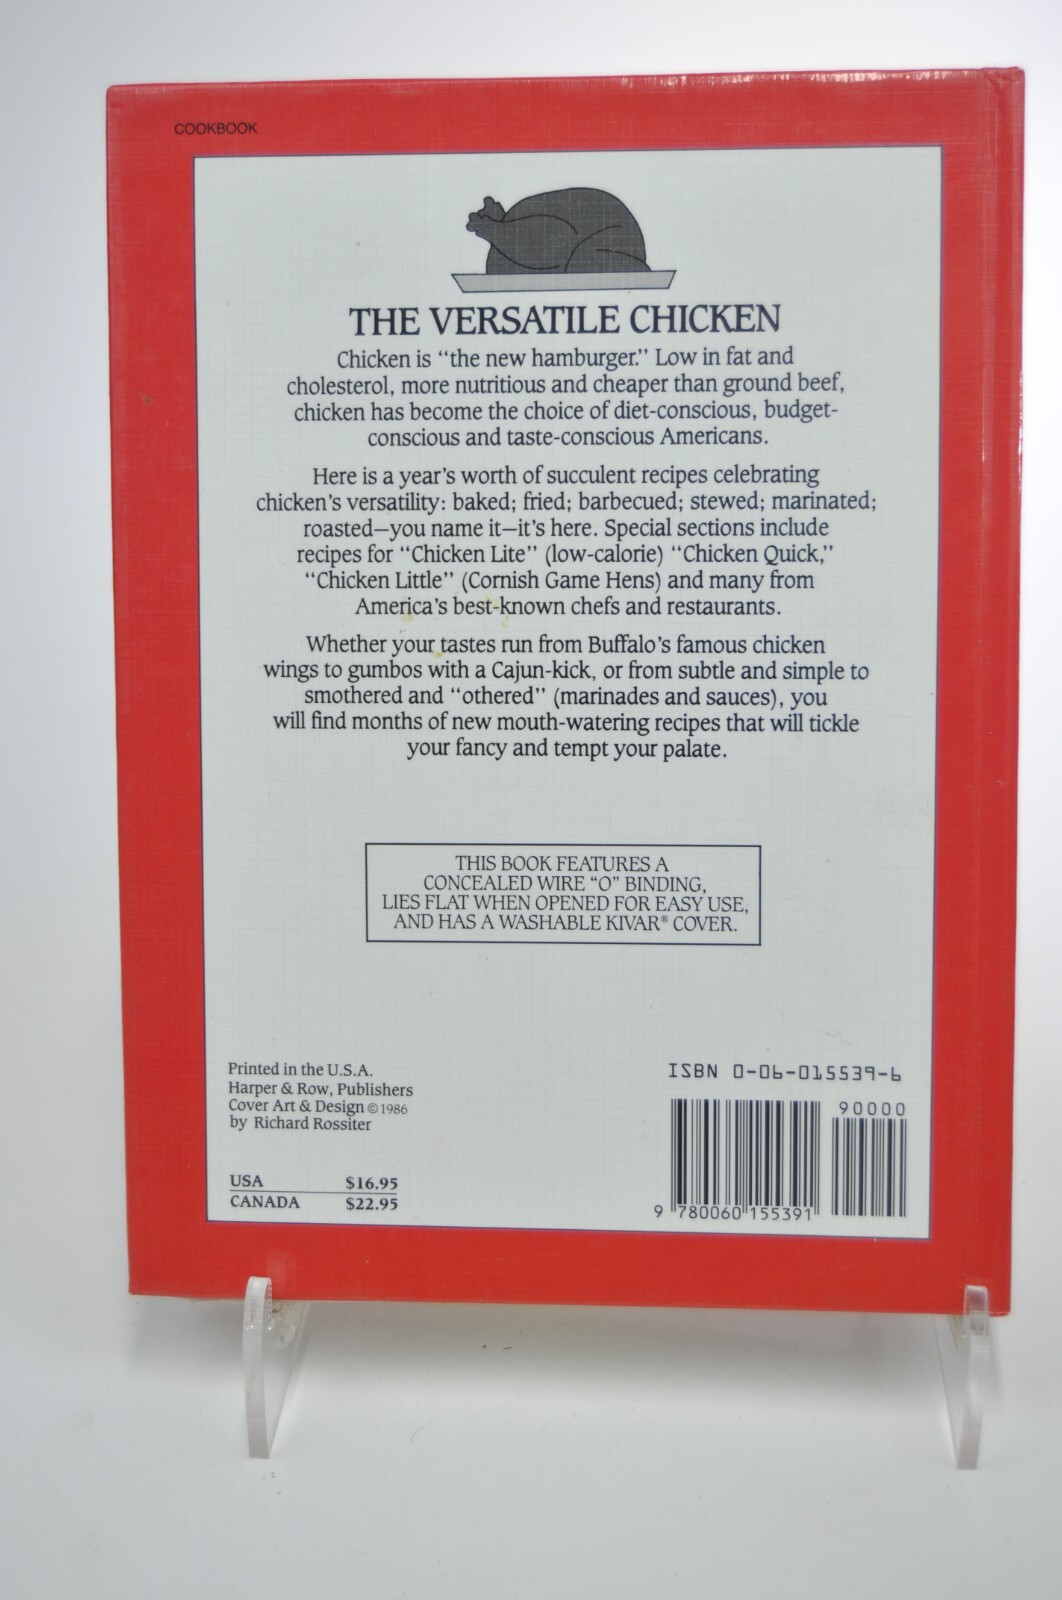 COOKBOOK
THE VERSATILE CHICKEN
Chicken is “the new hamburger.” Low in fat and
cholesterol, more nutritious and cheaper than ground beef,
chicken has become the choice of diet-conscious, budget-
conscious and taste-conscious Americans.
Here is a year’s worth of succulent recipes celebrating
chicken’s versatility: baked; fried; barbecued; stewed; marinated;
roasted—you name it—it’s here. Special sections include
recipes for “Chicken Lite” (low-calorie) “Chicken Quick,”
“Chicken Little” (Cornish Game Hens) and many from
America’s best-known chefs and restaurants.
Whether your tastes run from Buffalo’s famous chicken
wings to gumbos with a Cajun-kick, or from subtle and simple to
smothered and “othered” (marinades and sauces), you
will find months of new mouth-watering recipes that will tickle
your fancy and tempt your palate.
THIS BOOK FEATURES A
CONCEALED WIRE “O” BINDING,
LIES FLAT WHEN OPENED FOR EASY USE,
AND HAS A WASHABLE KIVAR® COVER.
Printed in the U.S.A.
Harper & Row, Publishers
Cover Art & Design © 1986
by Richard Rossiter
USA $16.95
CANADA $22.95
ISBN 0-06-015539-6
90000
9 780060 155391